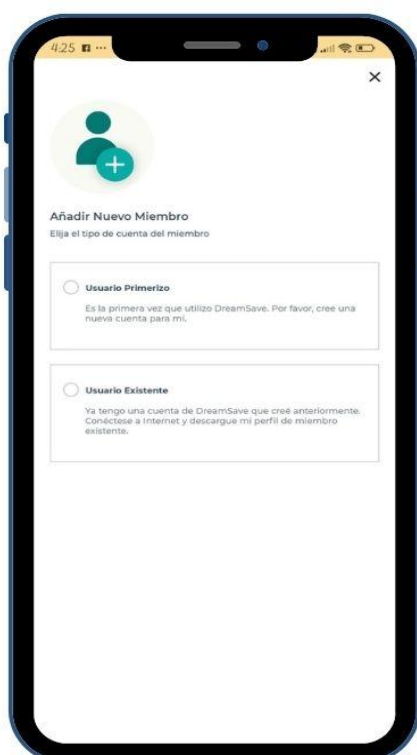 4:25
Añadir Nuevo Miembro
Elija el tipo de cuenta del miembro
Usuario Primerizo
Es la primera vez que utilizo DreamSave. Por favor, cree una
nueva cuenta para mí.
Usuario Existente
Ya tengo una cuenta de DreamSave que creé anteriormente.
Conéctese a Internet y descargue mi perfil de miembro
existente.